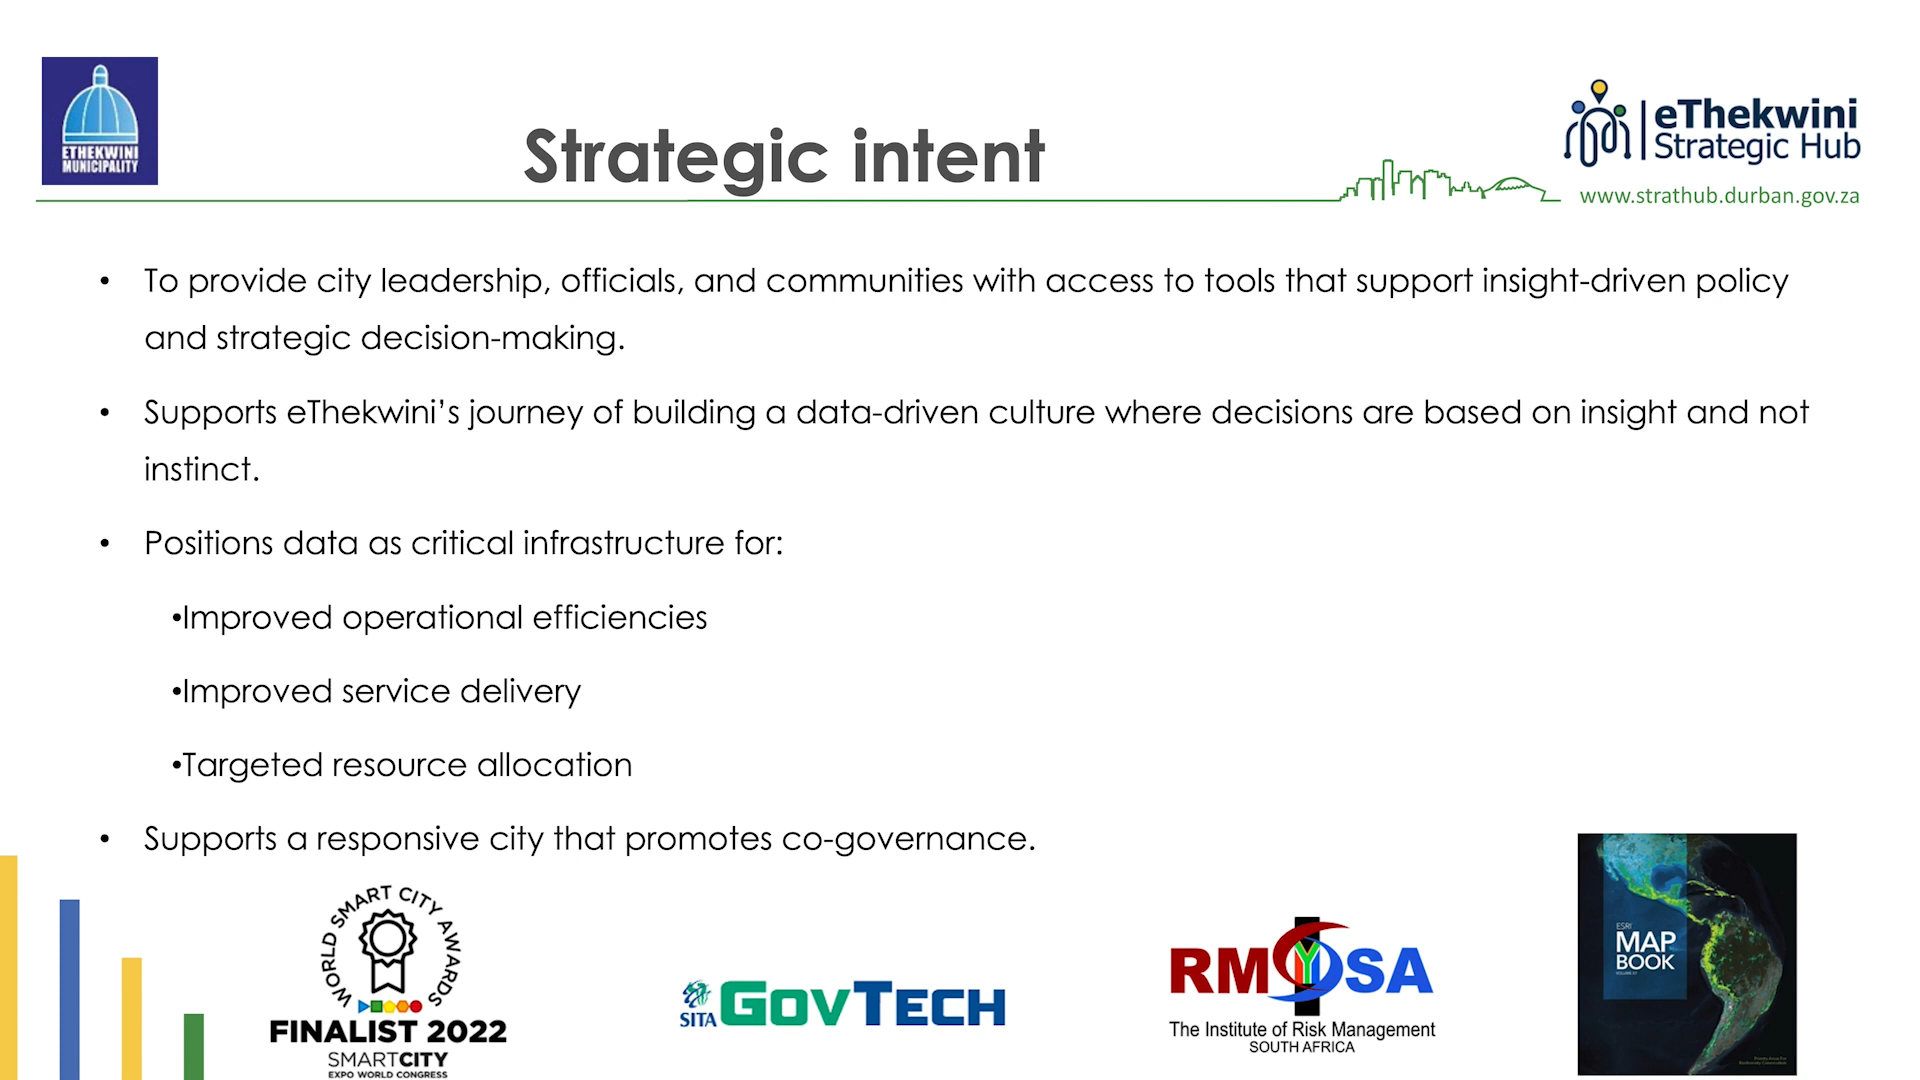 ETHEKWINI
MUNICIPALITY
Strategic intent
eThekwini
Strategic Hub
www.strathub.durban.gov.za
• To provide city leadership, officials, and communities with access to tools that support insight-driven policy
and strategic decision-making.
• Supports eThekwini’s journey of building a data-driven culture where decisions are based on insight and not
instinct.
• Positions data as critical infrastructure for:
•Improved operational efficiencies
•Improved service delivery
•Targeted resource allocation
• Supports a responsive city that promotes co-governance.
WORLD SMART CITY AWARDS
FINALIST 2022
SMARTCITY
EXPO WORLD CONGRESS
SITA GOVTECH
RM SA
The Institute of Risk Management
SOUTH AFRICA
ESRI
MAP
BOOK